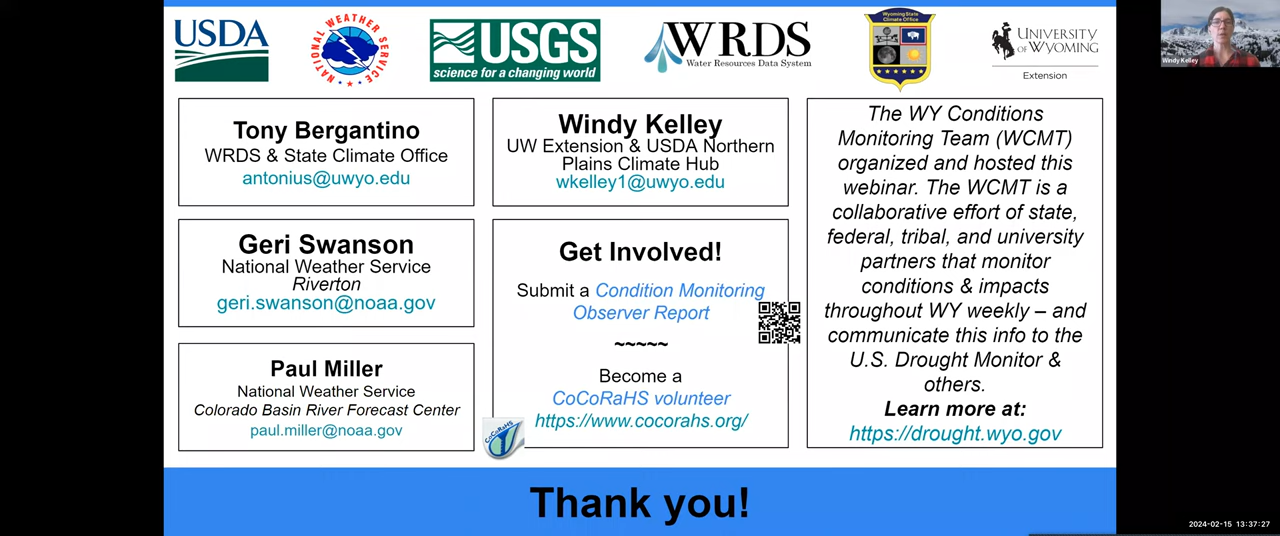 USDA
NATIONAL WEATHER SERVICE
USGS
science for a changing world
WRDS
Water Resources Data System
Wyoming State
Climate Office
UNIVERSITY
OF WYOMING
Extension
Windy Kelley
Tony Bergantino
WRDS & State Climate Office
antonius@uwyo.edu
Windy Kelley
UW Extension & USDA Northern
Plains Climate Hub
wkelley1@uwyo.edu
Geri Swanson
National Weather Service
Riverton
geri.swanson@noaa.gov
Get Involved!
Submit a Condition Monitoring
Observer Report
~~~~~
Become a
CoCoRaHS volunteer
https://www.cocorahs.org/
CoCoRaHS
Paul Miller
National Weather Service
Colorado Basin River Forecast Center
paul.miller@noaa.gov
The WY Conditions
Monitoring Team (WCMT)
organized and hosted this
webinar. The WCMT is a
collaborative effort of state,
federal, tribal, and university
partners that monitor
conditions & impacts
throughout WY weekly – and
communicate this info to the
U.S. Drought Monitor &
others.
Learn more at:
https://drought.wyo.gov
Thank you!
2024-02-15 13:37:27